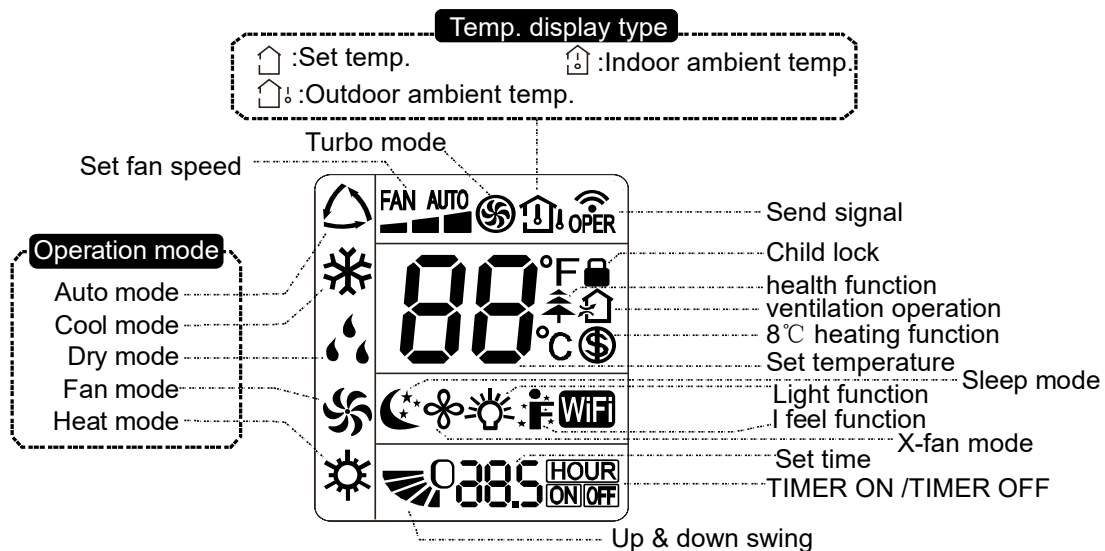 Temp. display type
:Set temp.
:Indoor ambient temp.
:Outdoor ambient temp.
Turbo mode
Set fan speed
FAN AUTO
OPER
Send signal
Operation mode
Auto mode
Cool mode
Dry mode
Fan mode
Heat mode
88
°F
°C
Child lock
health function
ventilation operation
8℃ heating function
Set temperature
Sleep mode
Light function
I feel function
WiFi
X-fan mode
Set time
TIMER ON /TIMER OFF
038.5
HOUR
ON OFF
Up & down swing